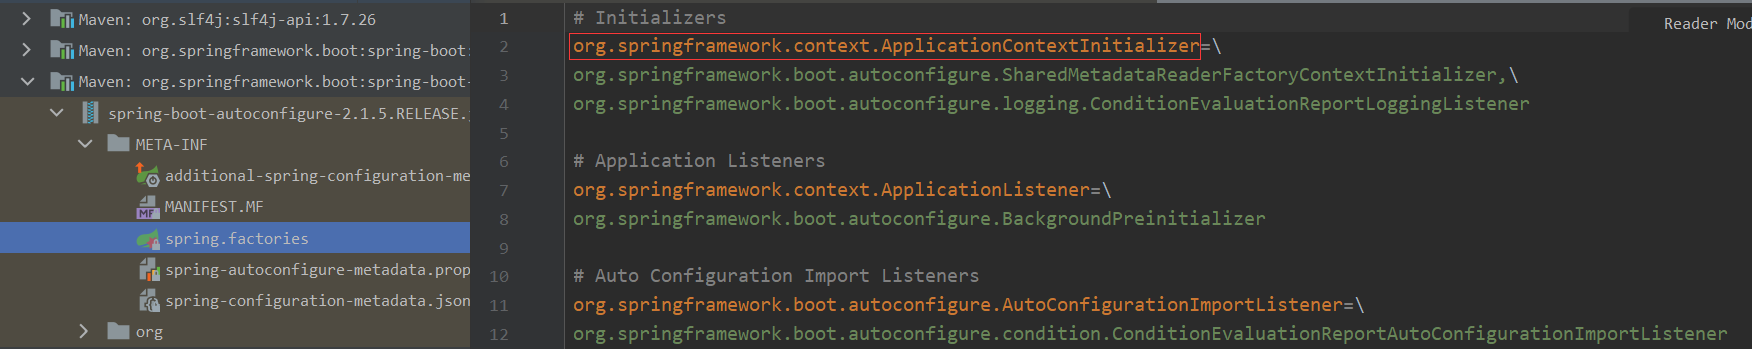 Maven: org.slf4j:slf4j-api:1.7.26
Maven: org.springframework.boot:spring-boot:
Maven: org.springframework.boot:spring-boot-
spring-boot-autoconfigure-2.1.5.RELEASE.
META-INF
additional-spring-configuration-me
MANIFEST.MF
spring.factories
spring-autoconfigure-metadata.prop
spring-configuration-metadata.json
org
1 # Initializers
2 org.springframework.context.ApplicationContextInitializer=\
3 org.springframework.boot.autoconfigure.SharedMetadataReaderFactoryContextInitializer,\
4 org.springframework.boot.autoconfigure.logging.ConditionEvaluationReportLoggingListener
5
6 # Application Listeners
7 org.springframework.context.ApplicationListener=\
8 org.springframework.boot.autoconfigure.BackgroundPreinitializer
9
10 # Auto Configuration Import Listeners
11 org.springframework.boot.autoconfigure.AutoConfigurationImportListener=\
12 org.springframework.boot.autoconfigure.condition.ConditionEvaluationReportAutoConfigurationImportListener
Reader Mod